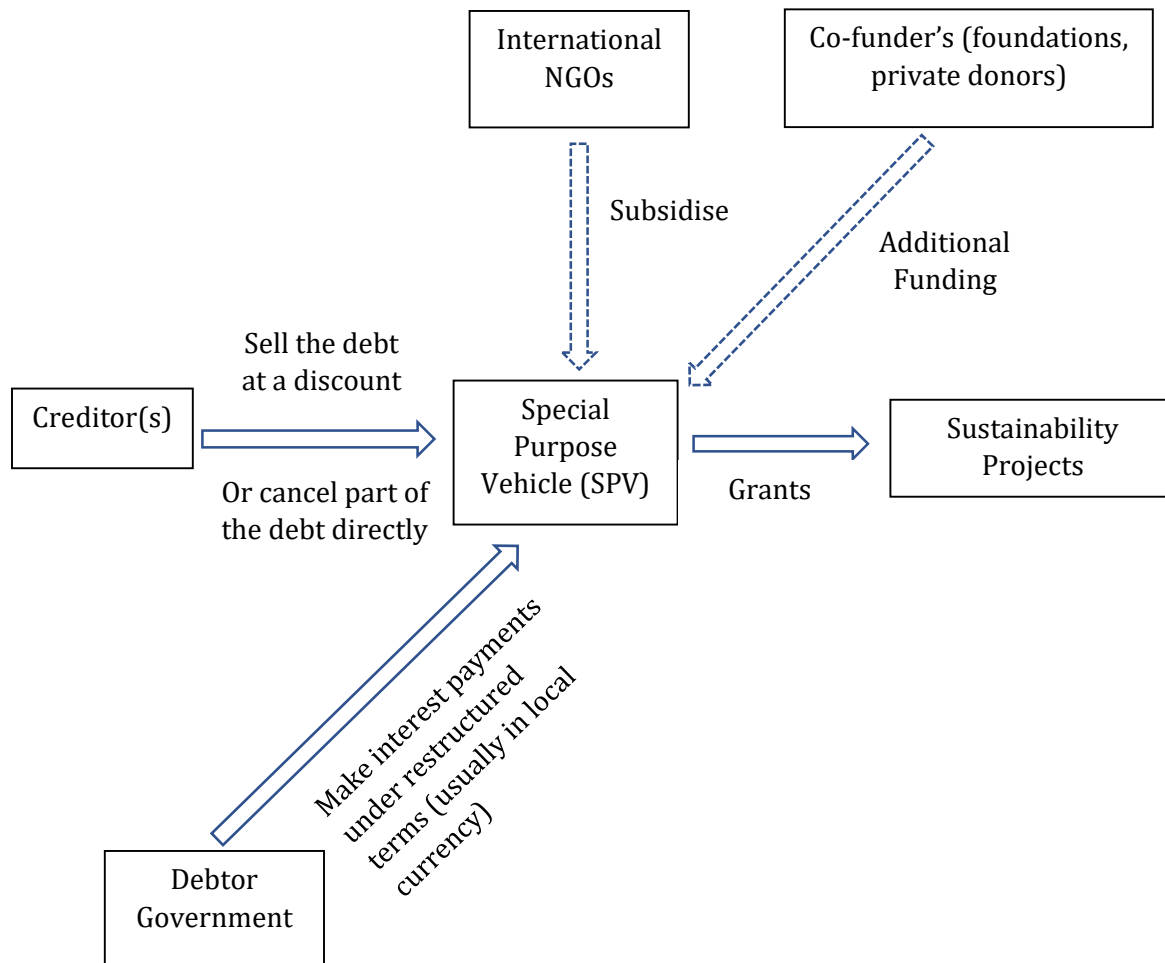 International
NGOs
Co-funder’s (foundations,
private donors)
Subsidise
Additional
Funding
Sell the debt
at a discount
Creditor(s)
Or cancel part of
the debt directly
Special
Purpose
Vehicle (SPV)
Grants
Sustainability
Projects
Make interest payments
under restructured
terms (usually in local
currency)
Debtor
Government